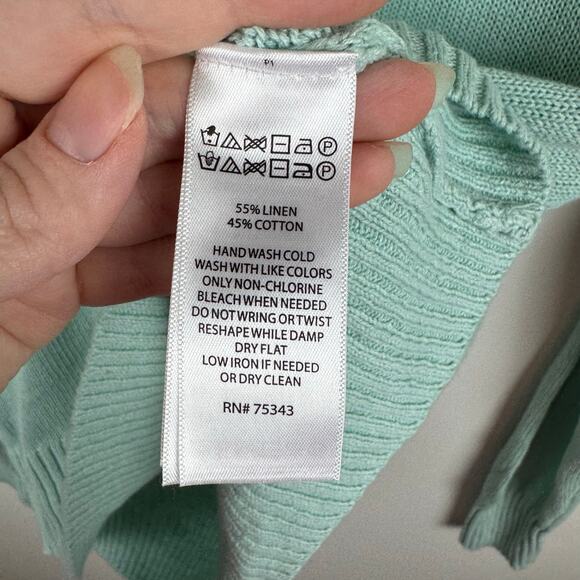 P1
P
P
55% LINEN
45% COTTON
HAND WASH COLD
WASH WITH LIKE COLORS
ONLY NON-CHLORINE
BLEACH WHEN NEEDED
DO NOT WRING OR TWIST
RESHAPE WHILE DAMP
DRY FLAT
LOW IRON IF NEEDED
OR DRY CLEAN
RN# 75343